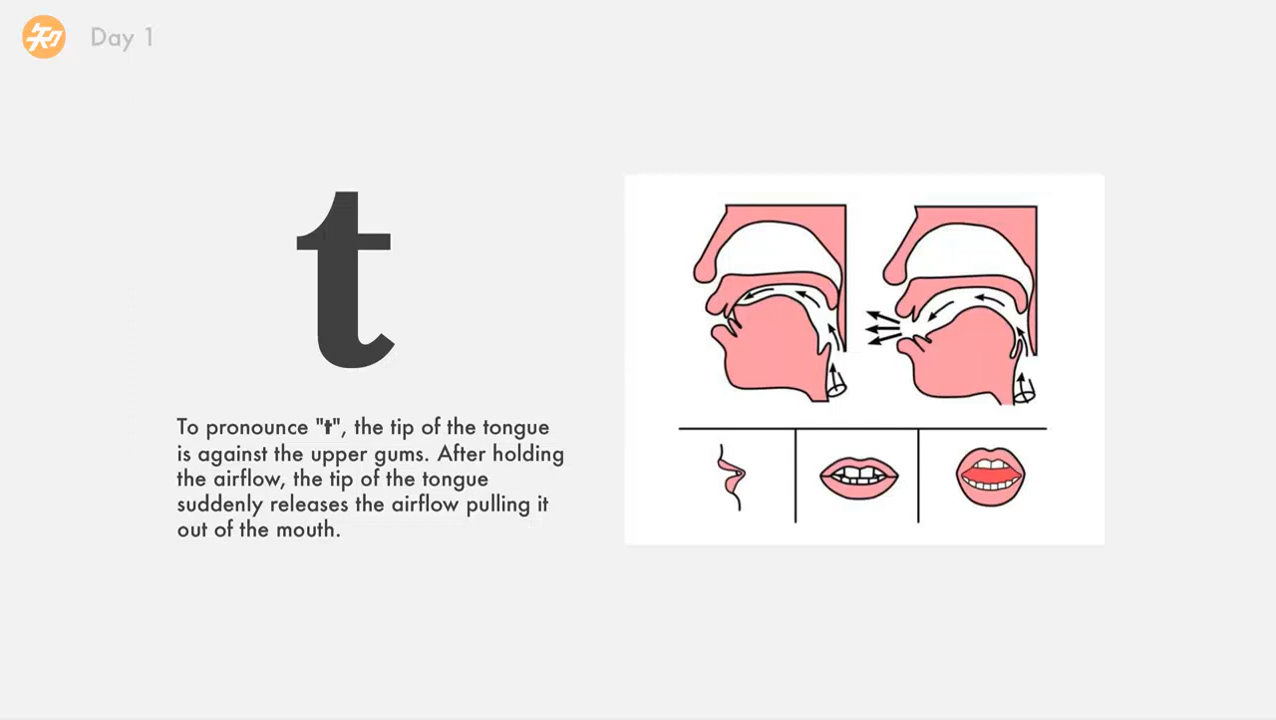 知
Day 1
t
To pronounce "t", the tip of the tongue
is against the upper gums. After holding
the airflow, the tip of the tongue
suddenly releases the airflow pulling it
out of the mouth.